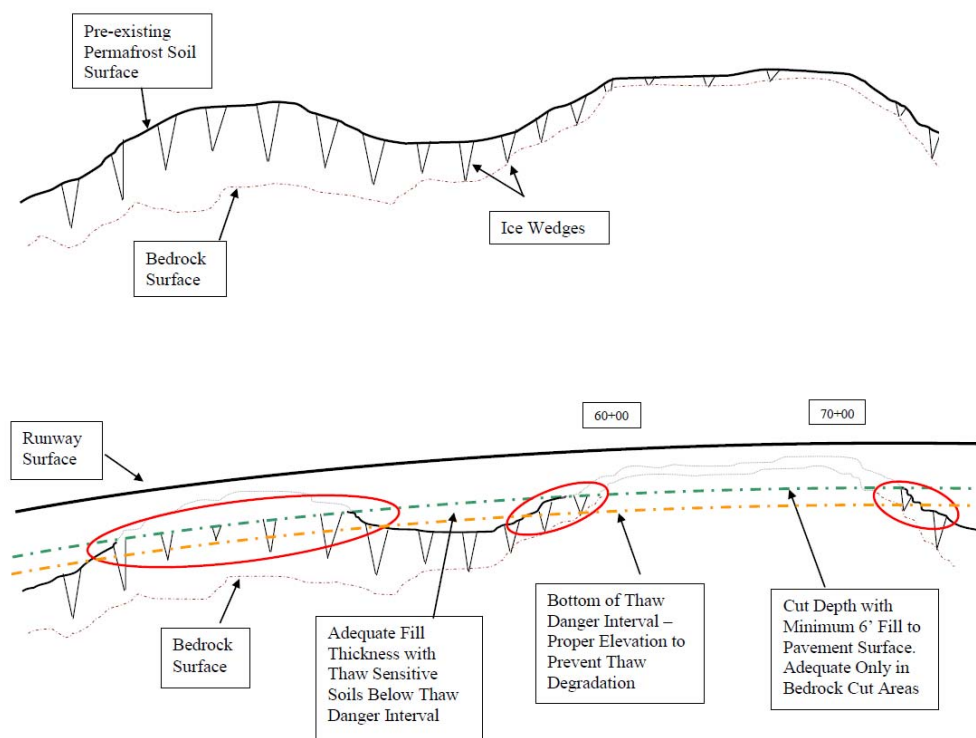 Pre-existing
Permafrost Soil
Surface
Ice Wedges
Bedrock
Surface
60+00
70+00
Runway
Surface
Bedrock
Surface
Adequate Fill
Thickness with
Thaw Sensitive
Soils Below Thaw
Danger Interval
Bottom of Thaw
Danger Interval –
Proper Elevation to
Prevent Thaw
Degradation
Cut Depth with
Minimum 6’ Fill to
Pavement Surface.
Adequate Only in
Bedrock Cut Areas